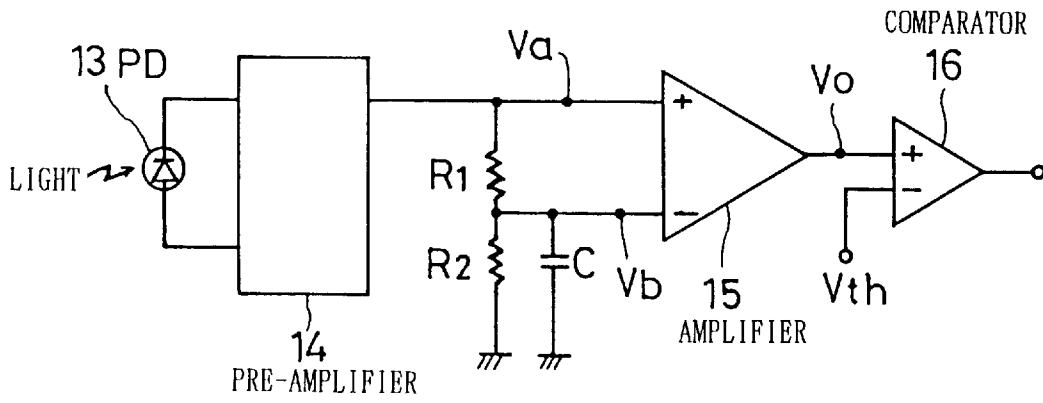 COMPARATOR
16
13 PD
Va
Vo
LIGHT
+
+
R1
−
−
R2
C
Vb
Vth
15
AMPLIFIER
14
PRE-AMPLIFIER